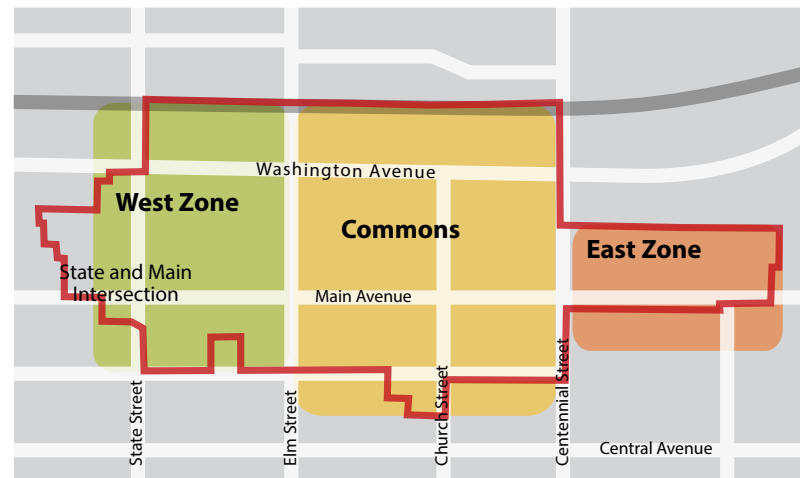 Washington Avenue
West Zone
Commons
East Zone
State and Main
Intersection
Main Avenue
State Street
Elm Street
Church Street
Centennial Street
Central Avenue